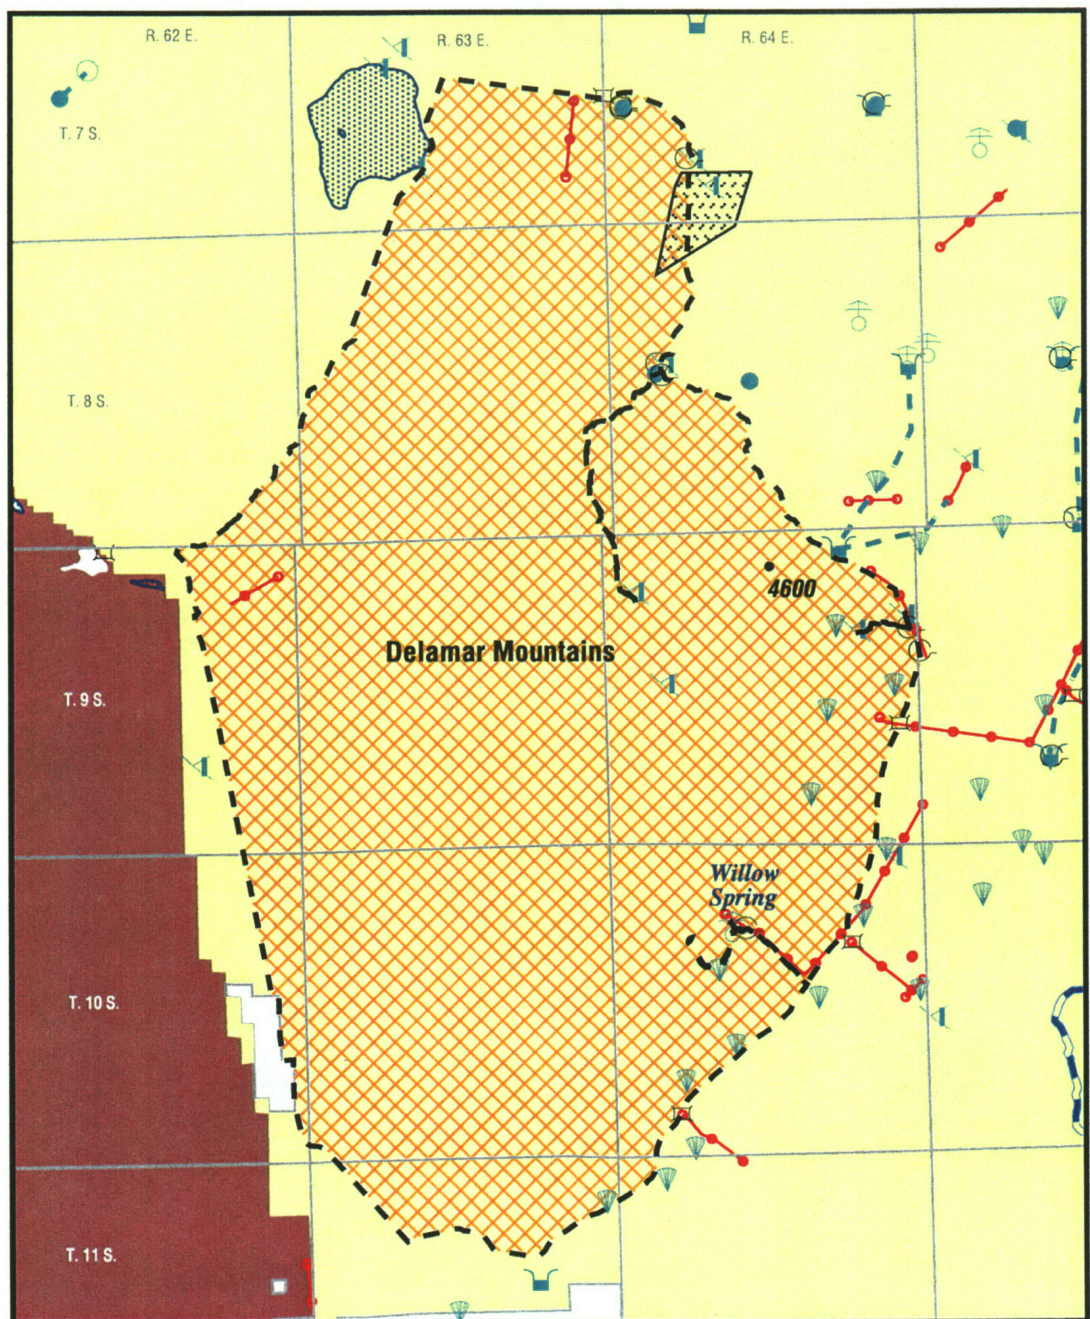 R. 62 E.
R. 63 E.
R. 64 E.
T. 7 S.
T. 8 S.
4600
Delamar Mountains
T. 9 S.
Willow
Spring
T. 10 S.
T. 11 S.